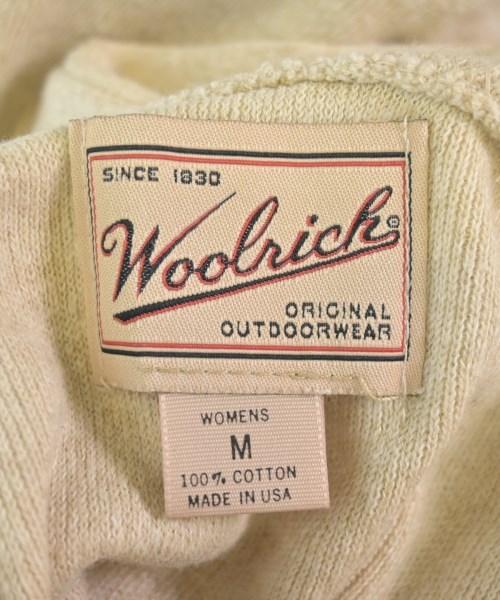 SINCE 1830
Woolrich®
ORIGINAL
OUTDOORWEAR
WOMENS
M
100% COTTON
MADE IN USA